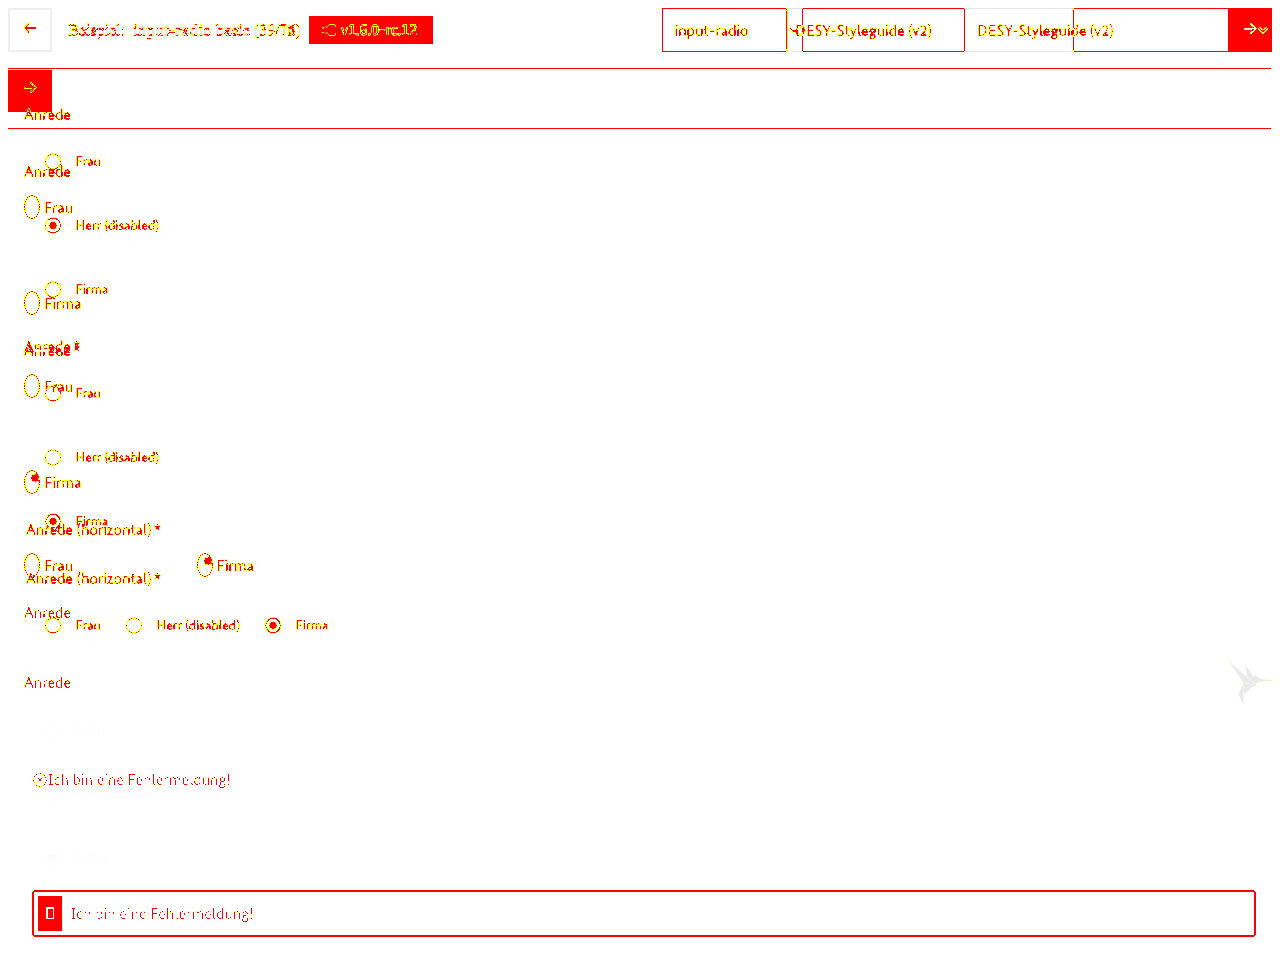 Beispiel: input-radio basic (39/78) v1.6.0-rc.12 input-radio DESY-Styleguide (v2) DESY-Styleguide (v2)
Anrede
Frau
Anrede
Frau
Herr (disabled)
Firma
Firma
Anrede *
Anrede *
Frau
Frau
Herr (disabled)
Firma
Firma
Anrede (horizontal) *
Frau Firma
Anrede (horizontal) *
Anrede
Frau Herr (disabled) Firma
Anrede
Ich bin eine Fehlermeldung!
Ich bin eine Fehlermeldung!